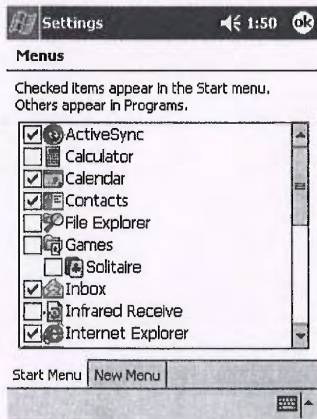 Settings 1:50 ok
Menus
Checked items appear in the Start menu.
Others appear in Programs.
ActiveSync
Calculator
Calendar
Contacts
File Explorer
Games
Solitaire
Inbox
Infrared Receive
Internet Explorer
Start Menu New Menu